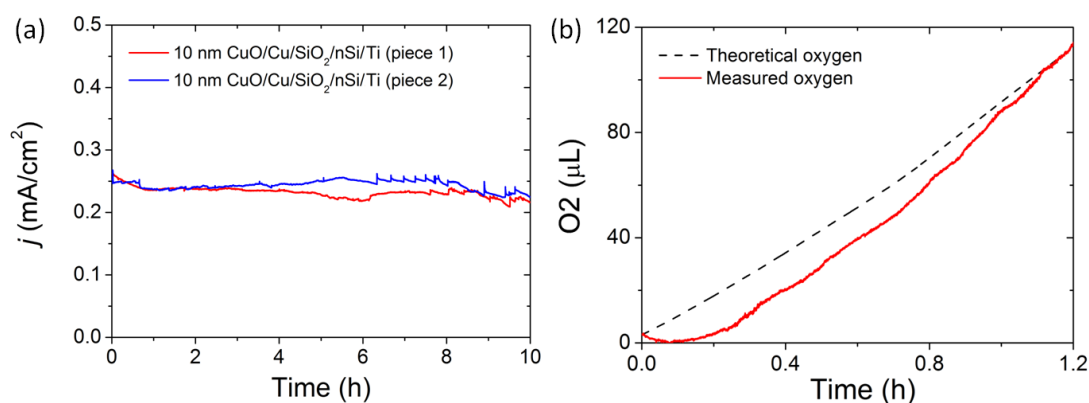 (a)
0.5
0.4
0.3
0.2
0.1
0.0
j (mA/cm²)
10 nm CuO/Cu/SiO₂/nSi/Ti (piece 1)
10 nm CuO/Cu/SiO₂/nSi/Ti (piece 2)
0 2 4 6 8 10
Time (h)
(b)
120
80
40
0
O2 (µL)
Theoretical oxygen
Measured oxygen
0.0 0.4 0.8 1.2
Time (h)